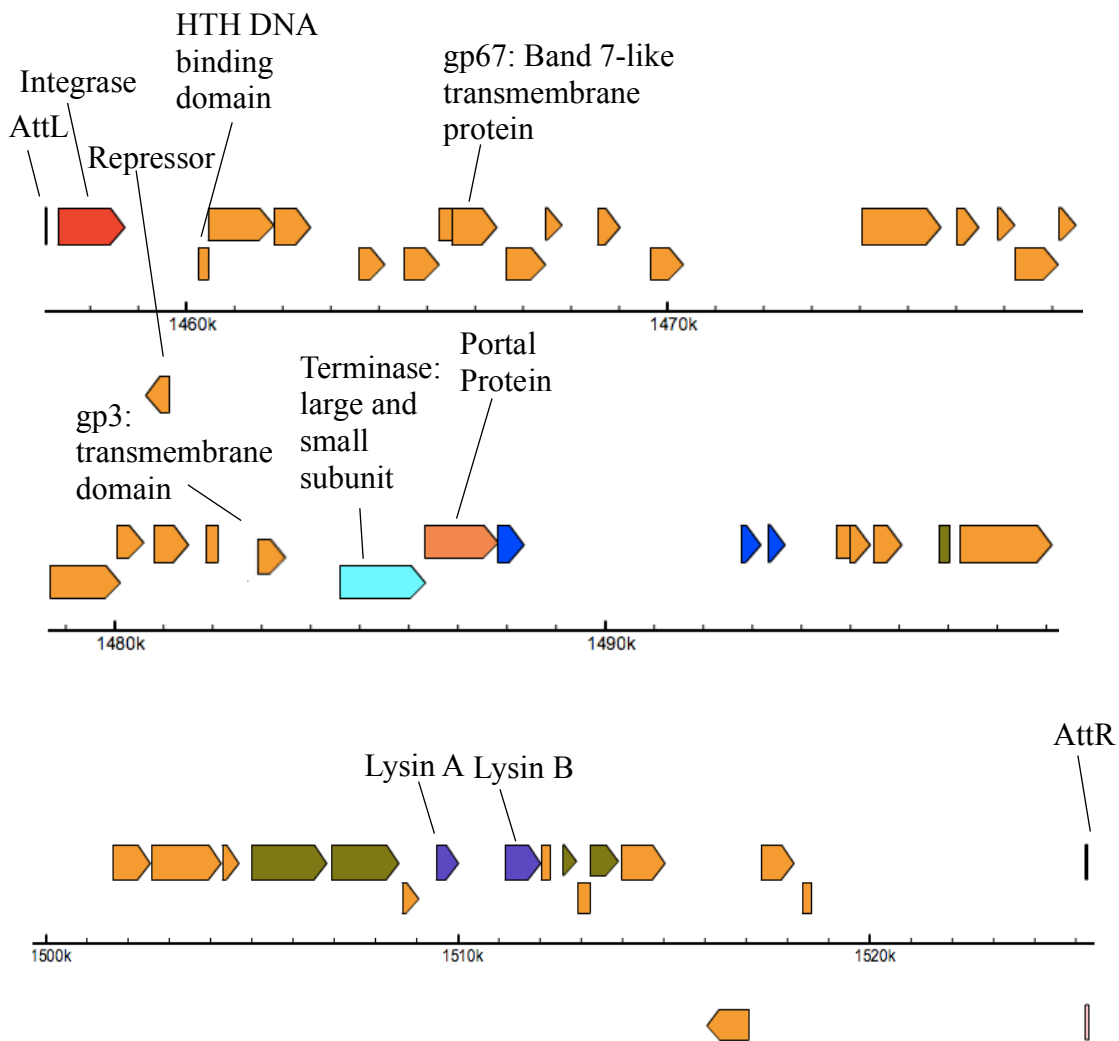 HTH DNA
binding
domain
gp67: Band 7-like
transmembrane
protein
Integrase
AttL
Repressor
1460k
1470k
gp3:
transmembrane
domain
Terminase:
large and
small
subunit
Portal
Protein
1480k
1490k
Lysin A
Lysin B
AttR
1500k
1510k
1520k